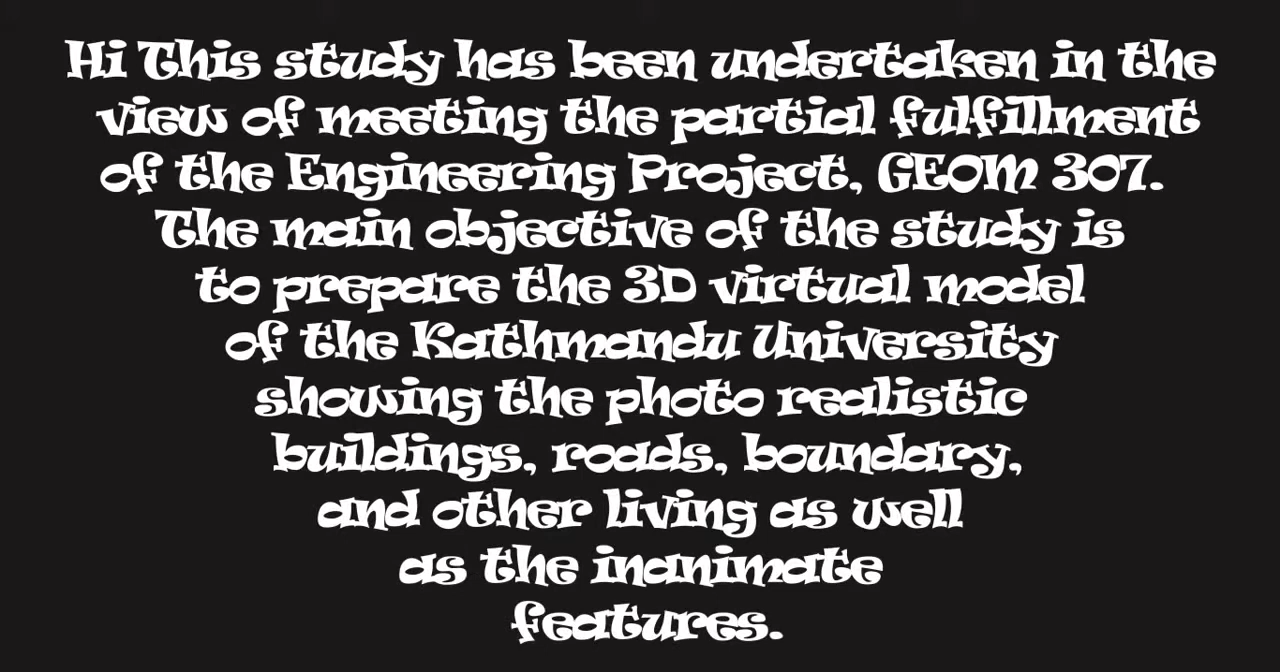 Hi This study has been undertaken in the
view of meeting the partial fulfillment
of the Engineering Project, GEOM 307.
The main objective of the study is
to prepare the 3D virtual model
of the Kathmandu University
showing the photo realistic
buildings, roads, boundary,
and other living as well
as the inanimate
features.